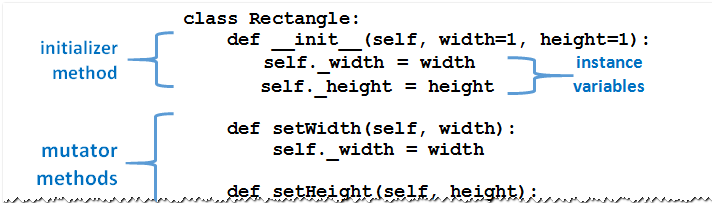 class Rectangle:
initializer method
def __init__(self, width=1, height=1):
self._width = width
self._height = height
instance variables
mutator methods
def setWidth(self, width):
self._width = width
def setHeight(self, height):